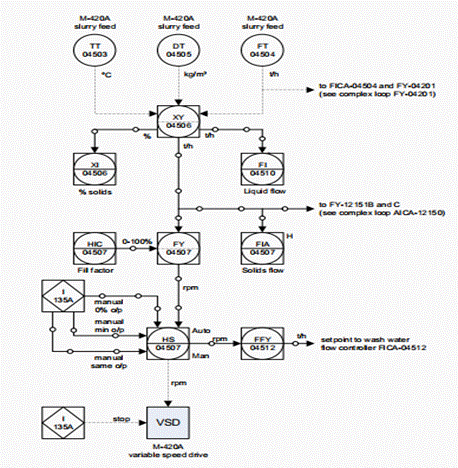 M-420A M-420A M-420A
slurry feed slurry feed slurry feed
TT DT FT
04503 04505 04504
°C kg/m³ t/h
to FICA-04504 and FY-04201
(see complex loop FY-04201)
XY
04506
% t/h
t/h
XI FI
04506 04510
% solids Liquid flow
to FY-12151B and C
(see complex loop AICA-12150)
H
HIC 0-100% FY FIA
04507 04507 04507
Fill factor Solids flow
rpm
I
135A
manual
0% o/p
manual
min o/p
Auto
HS rpm FFY t/h
04507 04512
Man
setpoint to wash water
flow controller FICA-04512
manual
same o/p
rpm
I
135A
stop
VSD
M-420A
variable speed drive